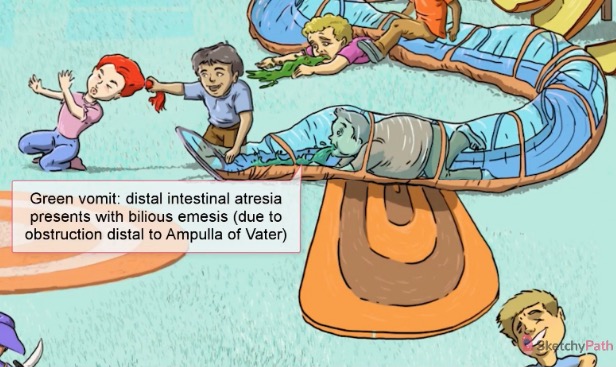 Green vomit: distal intestinal atresia
presents with bilious emesis (due to
obstruction distal to Ampulla of Vater)
SketchyPath